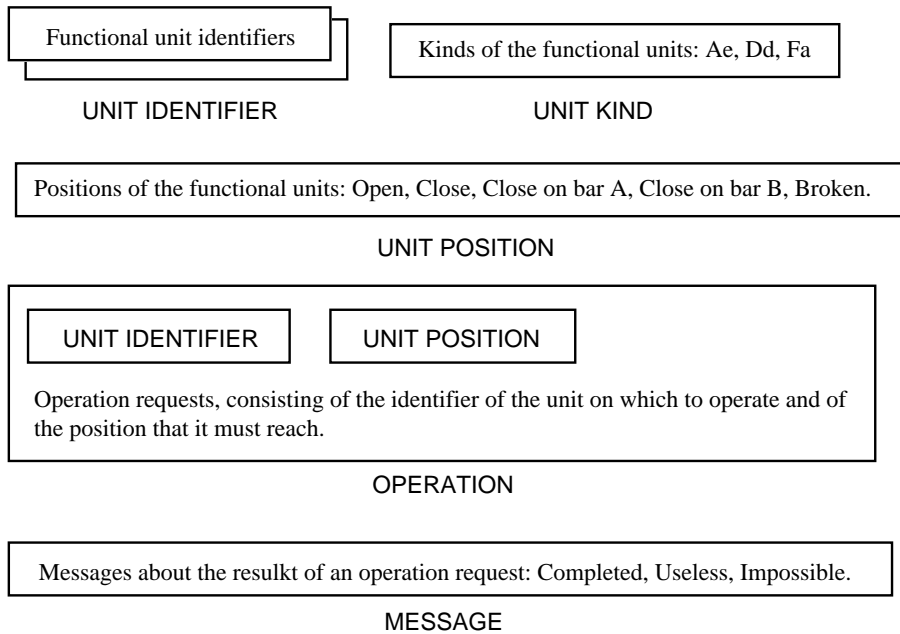 Functional unit identifiers
UNIT IDENTIFIER
Kinds of the functional units: Ae, Dd, Fa
UNIT KIND
Positions of the functional units: Open, Close, Close on bar A, Close on bar B, Broken.
UNIT POSITION
UNIT IDENTIFIER
UNIT POSITION
Operation requests, consisting of the identifier of the unit on which to operate and of
the position that it must reach.
OPERATION
Messages about the resulkt of an operation request: Completed, Useless, Impossible.
MESSAGE